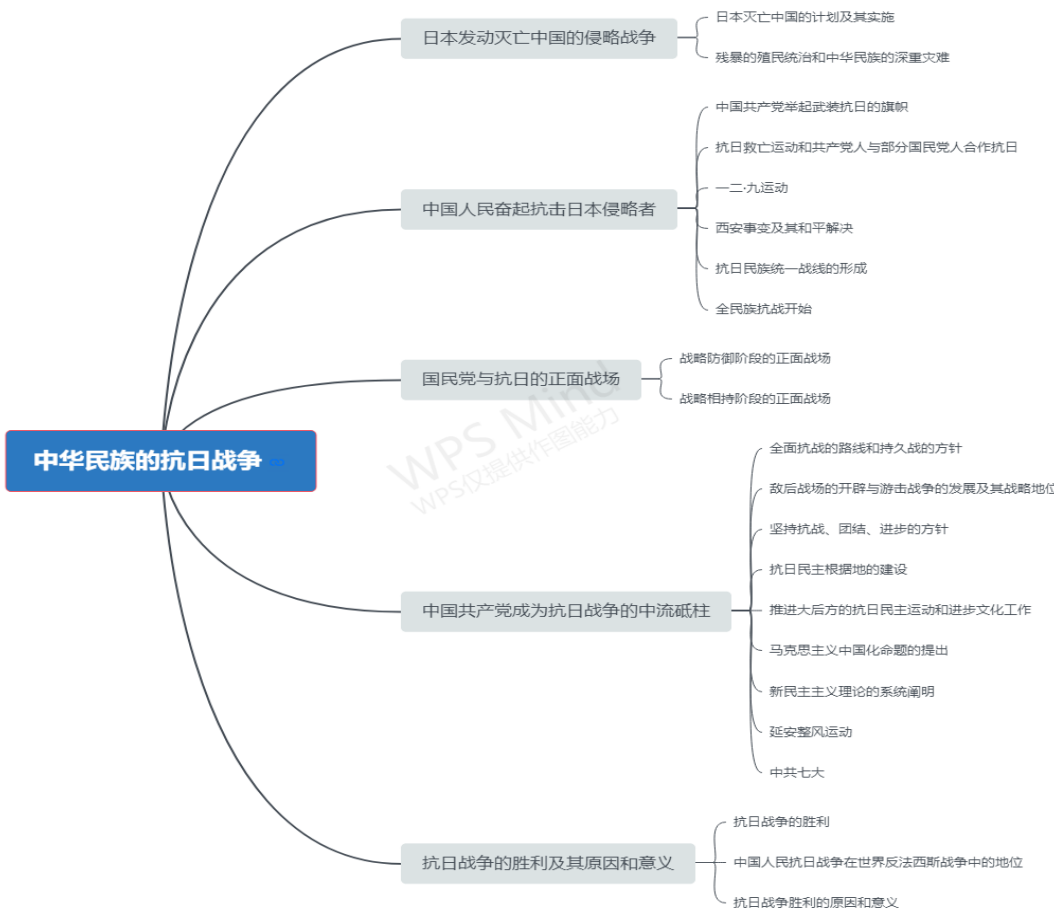 日本发动灭亡中国的侵略战争
日本灭亡中国的计划及其实施
残暴的殖民统治和中华民族的深重灾难
中国人民奋起抗击日本侵略者
中国共产党举起武装抗日的旗帜
抗日救亡运动和共产党人与部分国民党人合作抗日
一二·九运动
西安事变及其和平解决
抗日民族统一战线的形成
全民族抗战开始
国民党与抗日的正面战场
战略防御阶段的正面战场
战略相持阶段的正面战场
WPS Mind
WPS仅提供作图能力
中华民族的抗日战争
中国共产党成为抗日战争的中流砥柱
全面抗战的路线和持久战的方针
敌后战场的开辟与游击战争的发展及其战略地位
坚持抗战、团结、进步的方针
抗日民主根据地的建设
推进大后方的抗日民主运动和进步文化工作
马克思主义中国化命题的提出
新民主主义理论的系统阐明
延安整风运动
中共七大
抗日战争的胜利及其原因和意义
抗日战争的胜利
中国人民抗日战争在世界反法西斯战争中的地位
抗日战争胜利的原因和意义